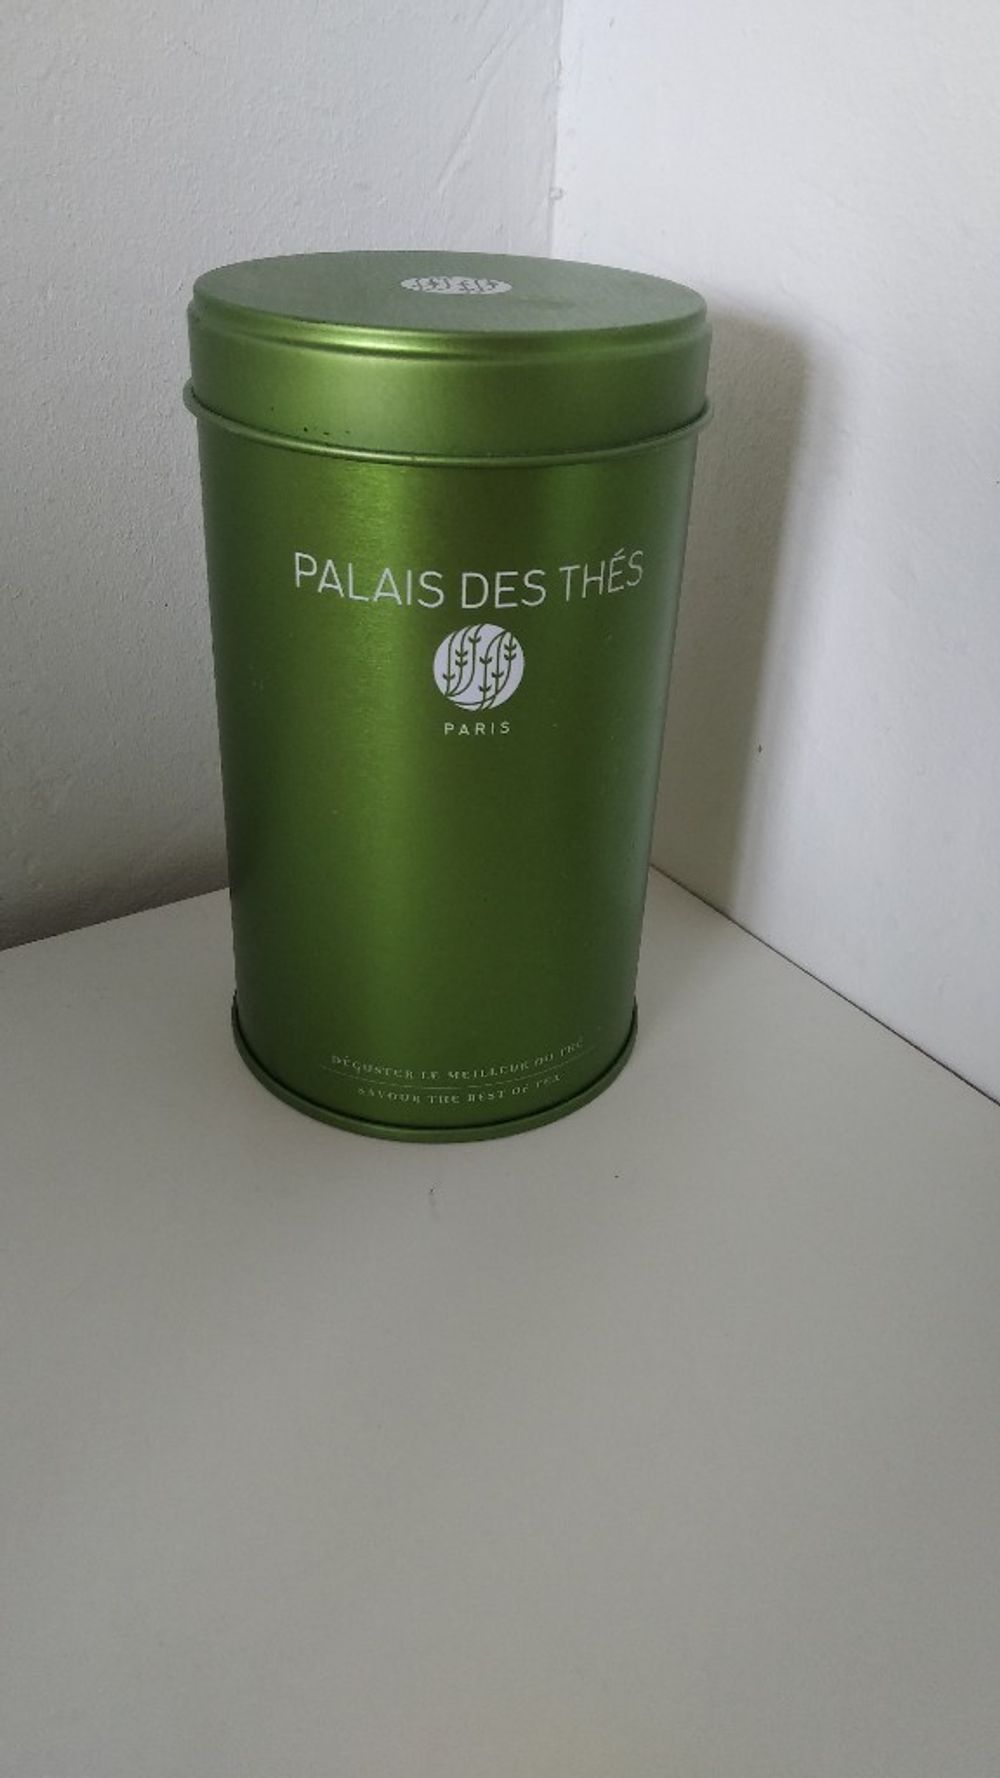 PALAIS DES THÉS
PARIS
DÉGUSTER LE MEILLEUR DU THÉ
SAVOUR THE BEST OF TEA